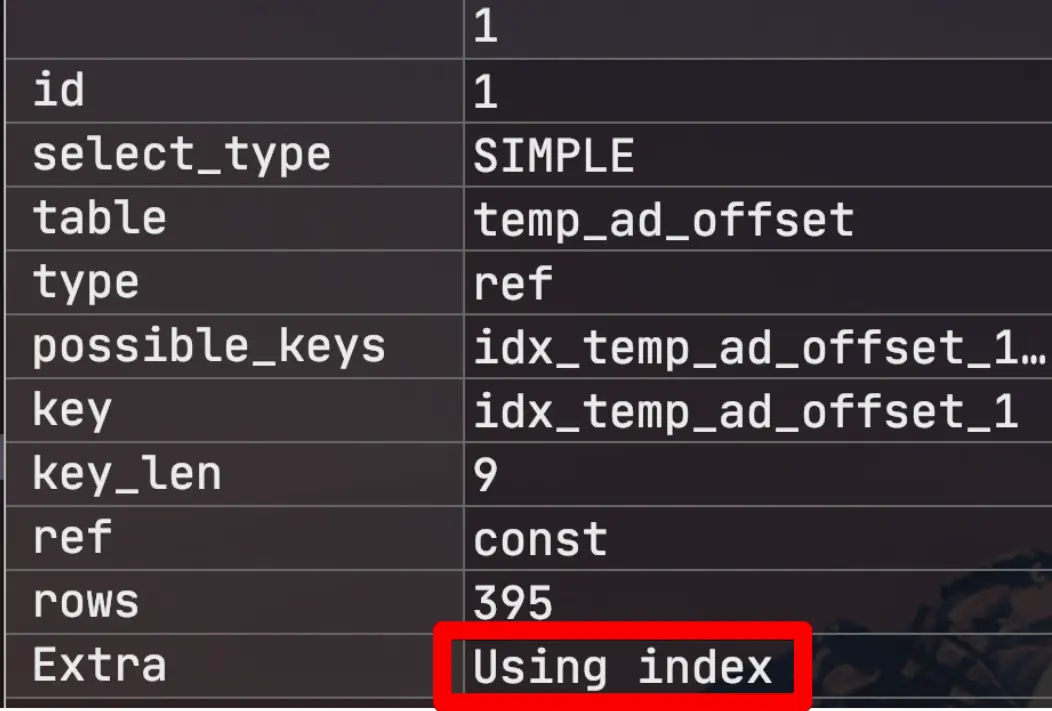 1
id 1
select_type SIMPLE
table temp_ad_offset
type ref
possible_keys idx_temp_ad_offset_1…
key idx_temp_ad_offset_1
key_len 9
ref const
rows 395
Extra Using index